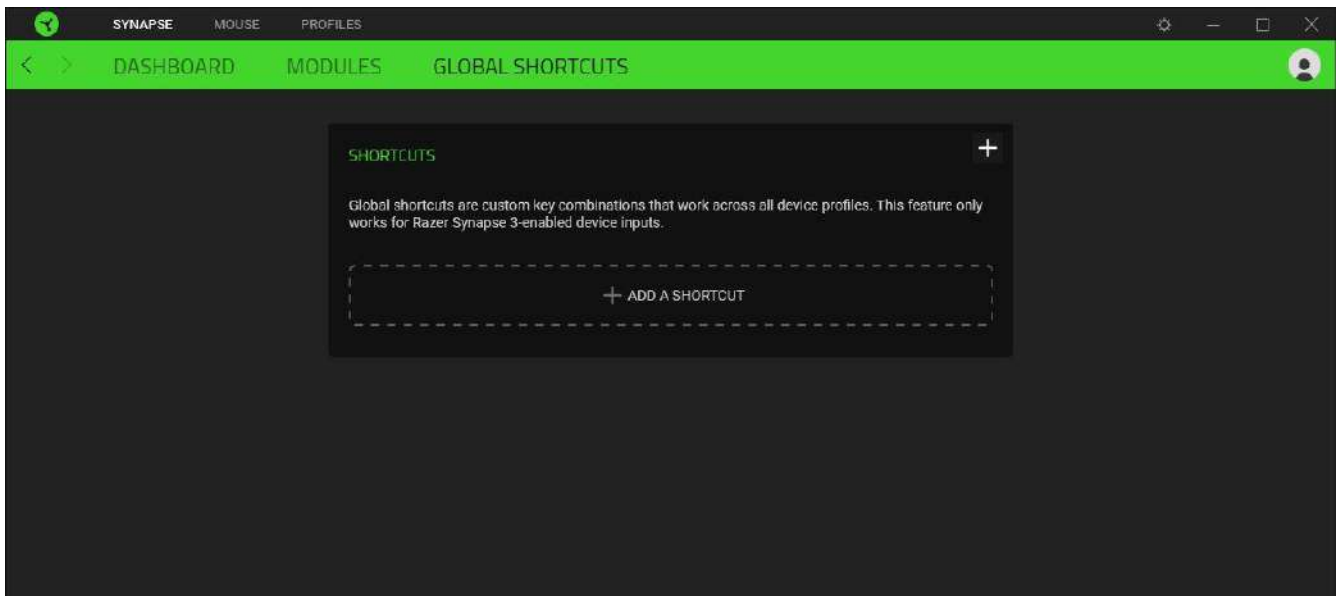 SYNAPSE MOUSE PROFILES
DASHBOARD MODULES GLOBAL SHORTCUTS
SHORTCUTS
Global shortcuts are custom key combinations that work across all device profiles. This feature only
works for Razer Synapse 3-enabled device inputs.
ADD A SHORTCUT